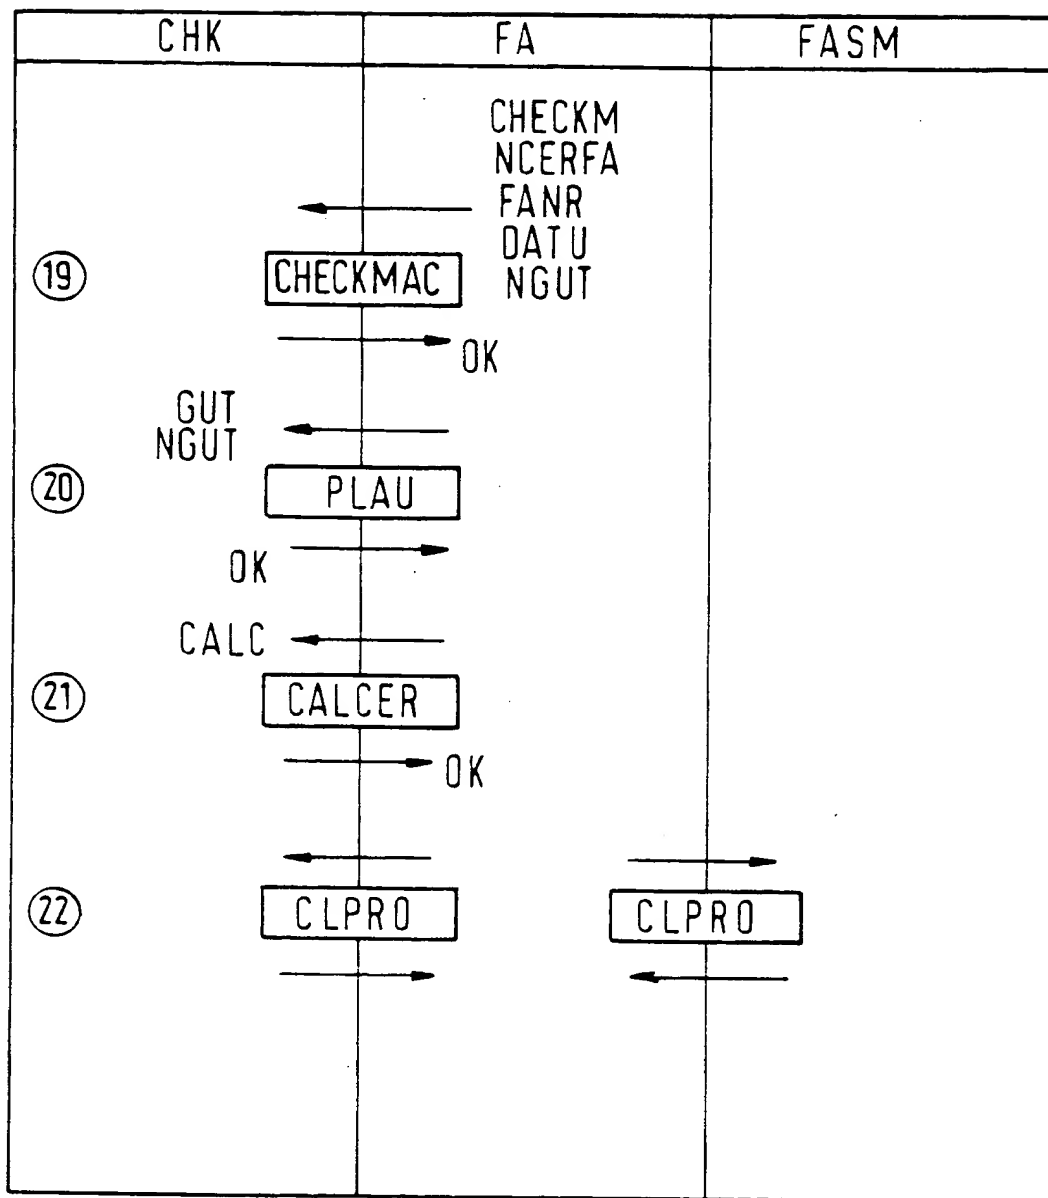 CHK FA FASM
CHECKM
NCERFA
FANR
DATU
NGUT
19 CHECKMAC
OK
GUT
NGUT
20 PLAU
OK
CALC
21 CALCER
OK
22 CLPRO CLPRO